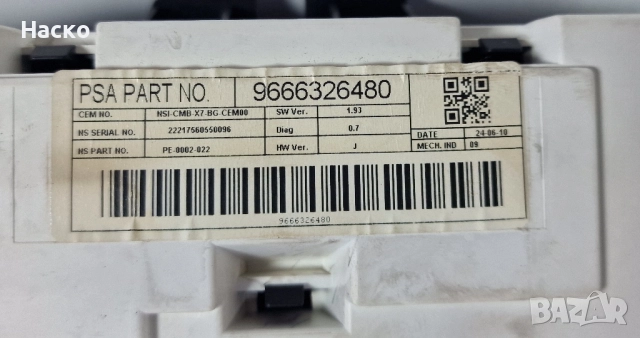 Hacko
PSA PART NO. 9666326480
CEM NO. NSI-CMB-X7-BG-CEM00 SW Ver. 1.93
NS SERIAL NO. 22217560550096 Diag 0.7
DATE 24-06-10
NS PART NO. PE-0002-022 HW Ver. J
MECH. IND 09
9666326480
BAZAR